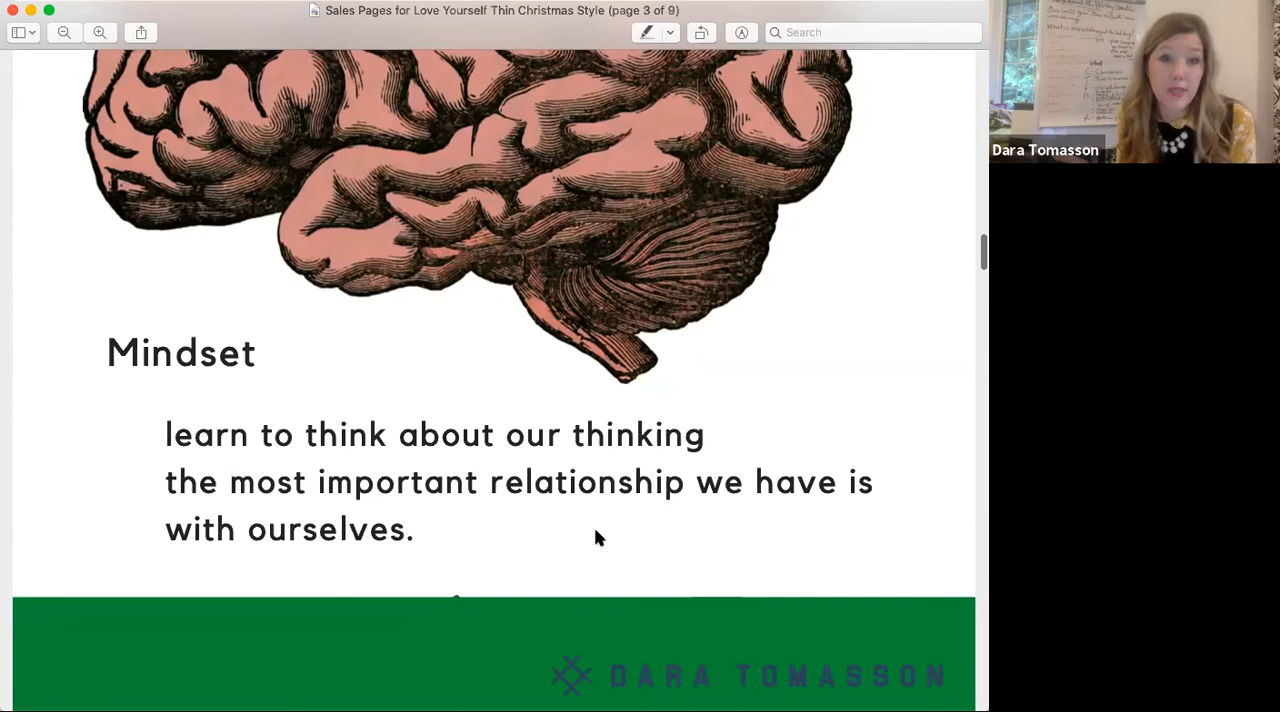 Sales Pages for Love Yourself Thin Christmas Style (page 3 of 9)
Search
Dara Tomasson
Mindset
learn to think about our thinking
the most important relationship we have is
with ourselves.
DARA TOMASSON